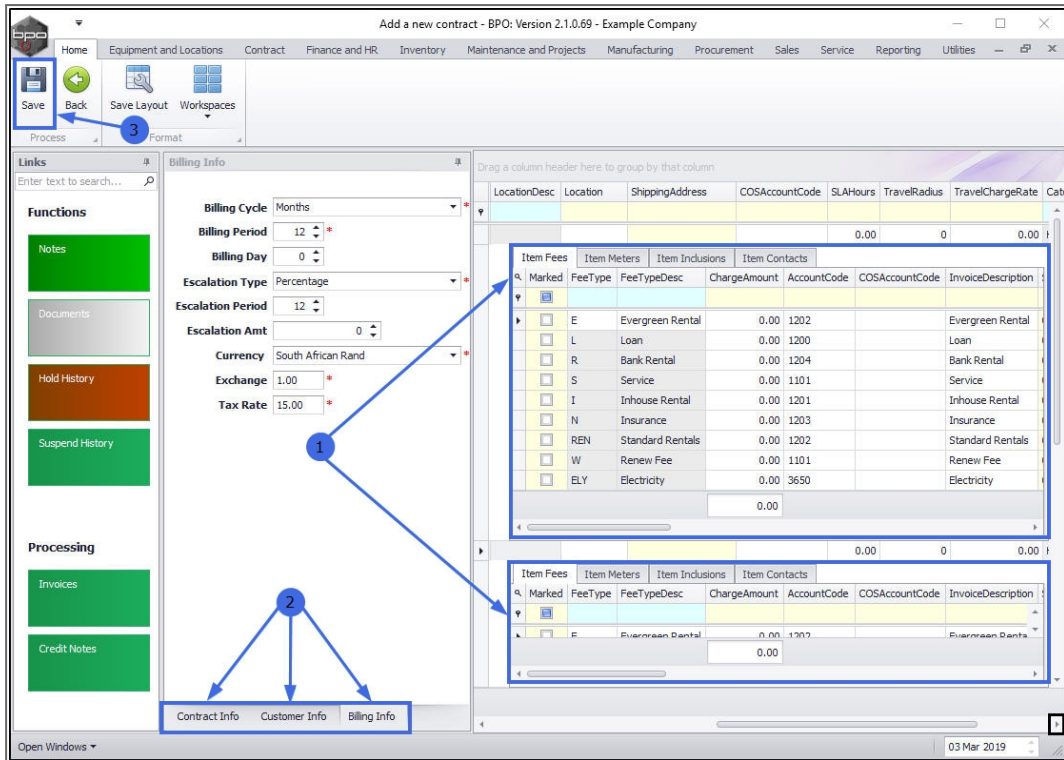 bpo
Add a new contract - BPO: Version 2.1.0.69 - Example Company
Home Equipment and Locations Contract Finance and HR Inventory Maintenance and Projects Manufacturing Procurement Sales Service Reporting Utilities
Save Back Save Layout Workspaces
3
Process Format
Links
Enter text to search...
Functions
Notes
Documents
Hold History
Suspend History
Processing
Invoices
Credit Notes
Billing Info
Billing Cycle Months *
Billing Period 12 *
Billing Day 0
Escalation Type Percentage *
Escalation Period 12
Escalation Amt 0
Currency South African Rand *
Exchange 1.00 *
Tax Rate 15.00 *
1
2
Contract Info Customer Info Billing Info
Drag a column header here to group by that column
LocationDesc Location ShippingAddress COSAccountCode SLAHours TravelRadius TravelChargeRate
0.00 0 0.00
Item Fees Item Meters Item Inclusions Item Contacts
Marked FeeType FeeTypeDesc ChargeAmount AccountCode COSAccountCode InvoiceDescription
E Evergreen Rental 0.00 1202 Evergreen Rental
L Loan 0.00 1200 Loan
R Bank Rental 0.00 1204 Bank Rental
S Service 0.00 1101 Service
I Inhouse Rental 0.00 1201 Inhouse Rental
N Insurance 0.00 1203 Insurance
REN Standard Rentals 0.00 1202 Standard Rentals
W Renew Fee 0.00 1101 Renew Fee
ELY Electricity 0.00 3650 Electricity
0.00
0.00 0 0.00
Item Fees Item Meters Item Inclusions Item Contacts
Marked FeeType FeeTypeDesc ChargeAmount AccountCode COSAccountCode InvoiceDescription
E Evergreen Rental 0.00 1202 Evergreen Renta
0.00
Open Windows 03 Mar 2019